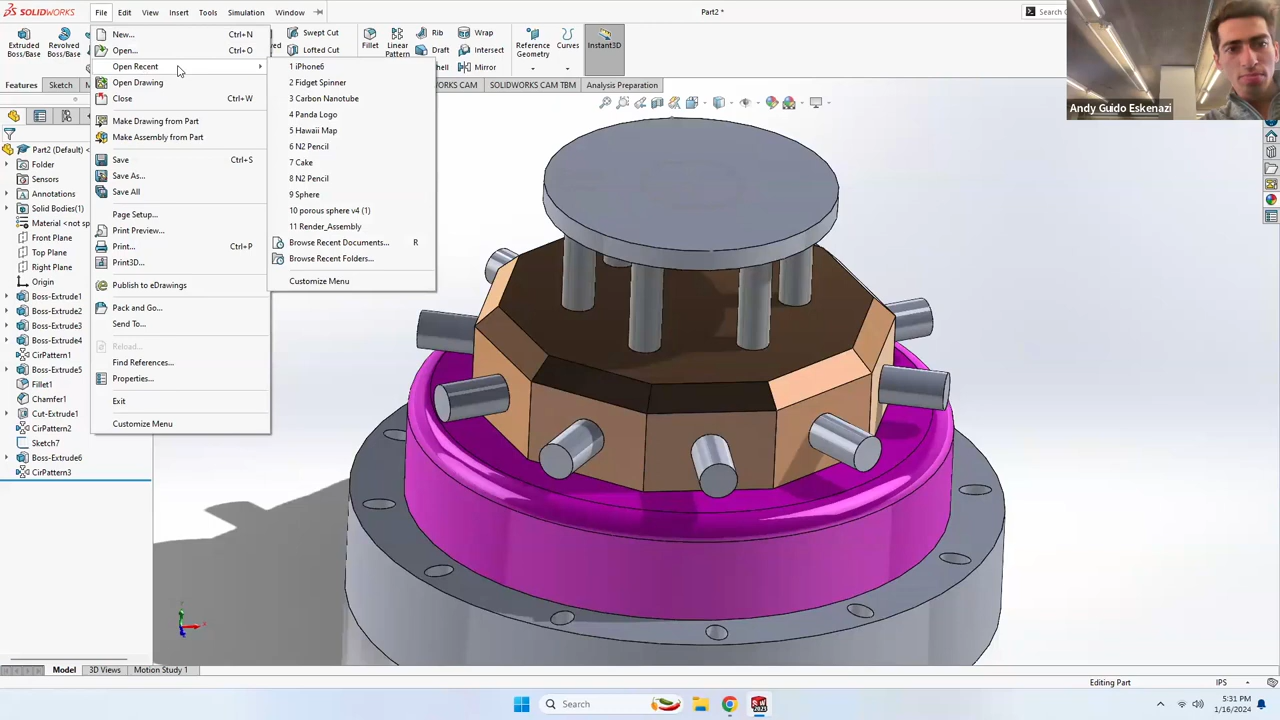 SOLIDWORKS
File
Edit
View
Insert
Tools
Simulation
Window
Part2 *
Search
Andy Guido Eskenazi
Extruded Boss/Base
Revolved Boss/Base
Swept Cut
Lofted Cut
Fillet
Linear Pattern
Rib
Draft
Wrap
Intersect
Mirror
Reference Geometry
Curves
Instant3D
Features
Sketch
WORKS CAM
SOLIDWORKS CAM TBM
Analysis Preparation
New... Ctrl+N
Open... Ctrl+O
Open Recent
Open Drawing
Close Ctrl+W
Make Drawing from Part
Make Assembly from Part
Save Ctrl+S
Save As...
Save All
Page Setup...
Print Preview...
Print... Ctrl+P
Print3D...
Publish to eDrawings
Pack and Go...
Send To...
Reload...
Find References...
Properties...
Exit
Customize Menu
1 iPhone6
2 Fidget Spinner
3 Carbon Nanotube
4 Panda Logo
5 Hawaii Map
6 N2 Pencil
7 Cake
8 N2 Pencil
9 Sphere
10 porous sphere v4 (1)
11 Render_Assembly
Browse Recent Documents... R
Browse Recent Folders...
Customize Menu
Part2 (Default) <
Folder
Sensors
Annotations
Solid Bodies(1)
Material <not sp
Front Plane
Top Plane
Right Plane
Origin
Boss-Extrude1
Boss-Extrude2
Boss-Extrude3
Boss-Extrude4
CirPattern1
Boss-Extrude5
Fillet1
Chamfer1
Cut-Extrude1
CirPattern2
Sketch7
Boss-Extrude6
CirPattern3
Model
3D Views
Motion Study 1
Editing Part
IPS
Search
5:31 PM
1/16/2024